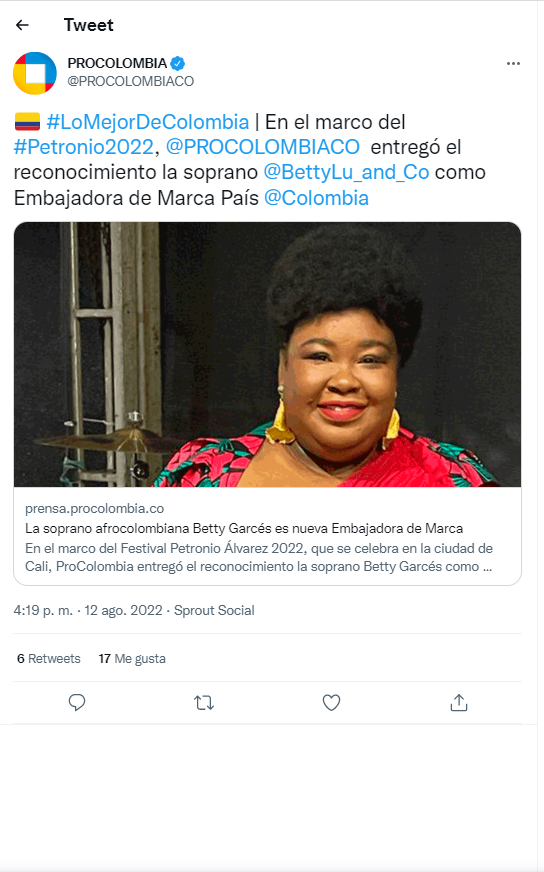 Tweet
PROCOLOMBIA
@PROCOLOMBIACO
#LoMejorDeColombia | En el marco del
#Petronio2022, @PROCOLOMBIACO entregó el
reconocimiento la soprano @BettyLu_and_Co como
Embajadora de Marca País @Colombia
prensa.procolombia.co
La soprano afrocolombiana Betty Garcés es nueva Embajadora de Marca
En el marco del Festival Petronio Álvarez 2022, que se celebra en la ciudad de
Cali, ProColombia entregó el reconocimiento la soprano Betty Garcés como ...
4:19 p. m. · 12 ago. 2022 · Sprout Social
6 Retweets 17 Me gusta